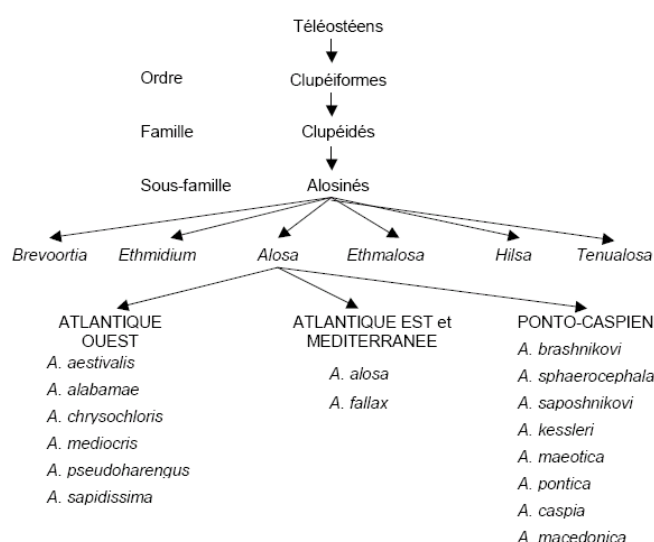 Téléostéens
Ordre Clupéiformes
Famille Clupéidés
Sous-famille Alosinés
Brevoortia Ethmidium Alosa Ethmalosa Hilsa Tenualosa
ATLANTIQUE
OUEST
A. aestivalis
A. alabamae
A. chrysochloris
A. mediocris
A. pseudoharengus
A. sapidissima
ATLANTIQUE EST et
MEDITERRANEE
A. alosa
A. fallax
PONTO-CASPIEN
A. brashnikovi
A. sphaerocephala
A. saposhnikovi
A. kessleri
A. maeotica
A. pontica
A. caspia
A. macedonica